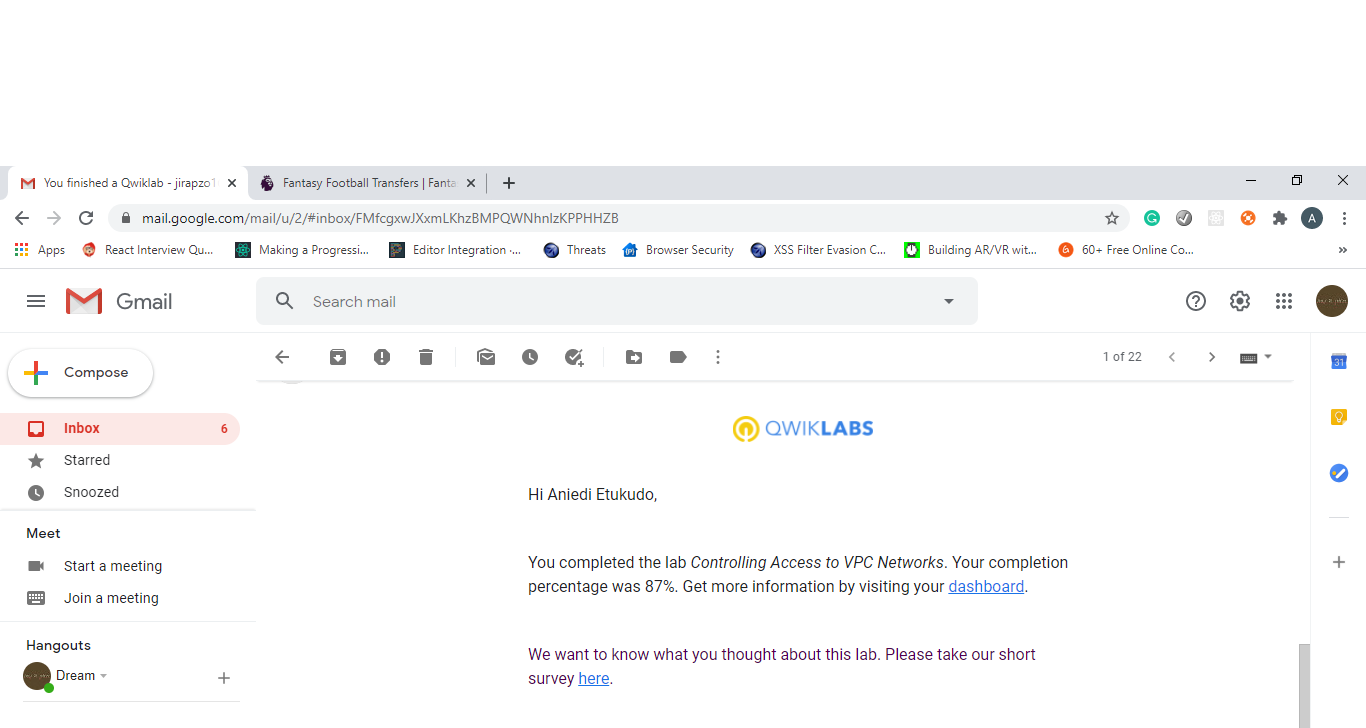 You finished a Qwiklab - jirapzo1
Fantasy Football Transfers | Fanta
mail.google.com/mail/u/2/#inbox/FMfcgxwJXxmLKhzBMPQWNhnlzKPPHHZB
A
Apps
React Interview Qu...
Making a Progressi...
Editor Integration ·...
Threats
Browser Security
XSS Filter Evasion C...
Building AR/VR wit...
60+ Free Online Co...
»
Gmail
Search mail
Compose
1 of 22
31
Inbox 6
Starred
Snoozed
Meet
Start a meeting
Join a meeting
Hangouts
Dream
QWIKLABS
Hi Aniedi Etukudo,
You completed the lab Controlling Access to VPC Networks. Your completion
percentage was 87%. Get more information by visiting your dashboard.
We want to know what you thought about this lab. Please take our short
survey here.